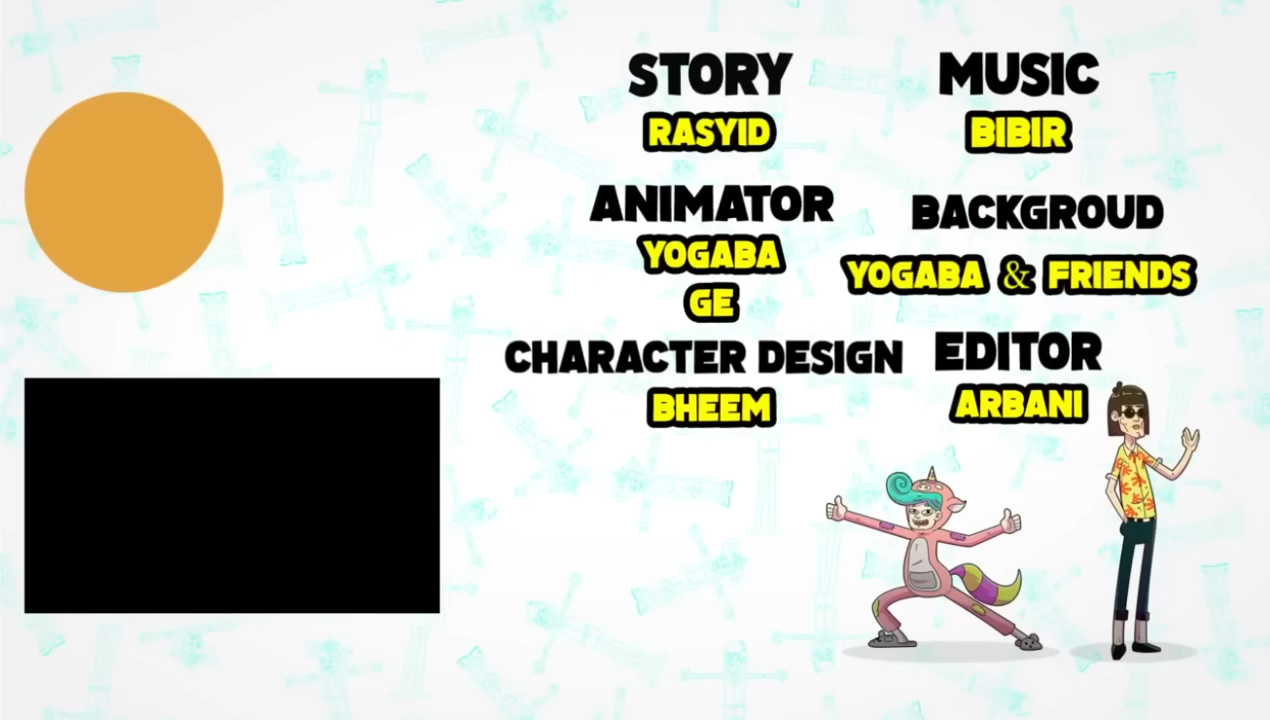 STORY
RASYID
MUSIC
BIBIR
ANIMATOR
YOGABA
GE
BACKGROUD
YOGABA & FRIENDS
CHARACTER DESIGN
BHEEM
EDITOR
ARBANI